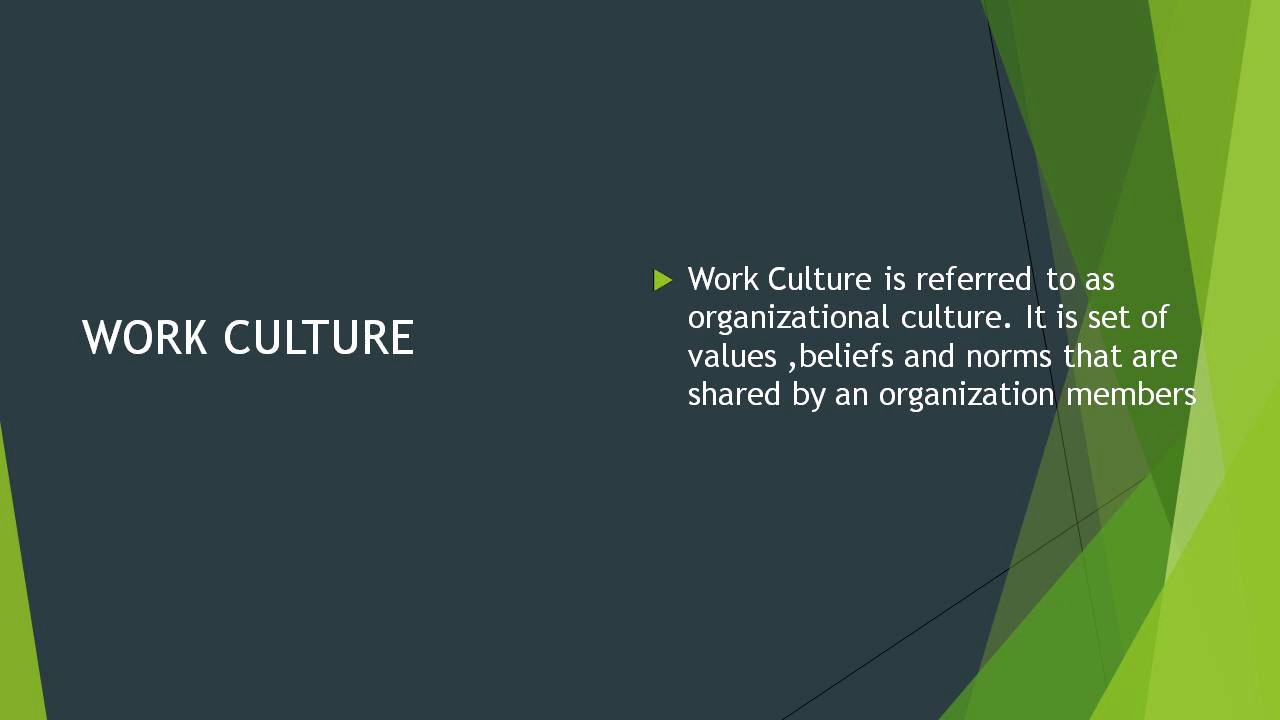 WORK CULTURE
Work Culture is referred to as
organizational culture. It is set of
values ,beliefs and norms that are
shared by an organization members